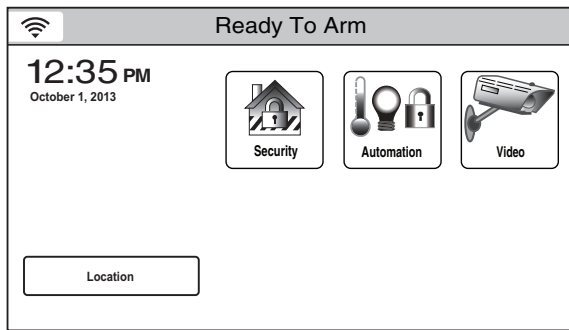 Ready To Arm
12:35 PM
October 1, 2013
Security
Automation
Video
Location